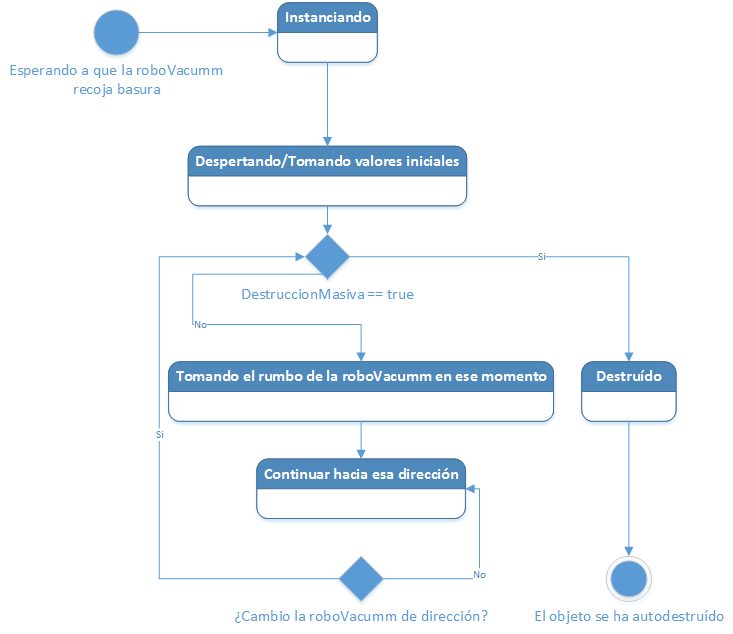 Instanciando
Esperando a que la roboVacumm
recoja basura
Despertando/Tomando valores iniciales
Si
DestruccionMasiva == true
No
Tomando el rumbo de la roboVacumm en ese momento
Destruído
Si
Continuar hacia esa dirección
No
¿Cambio la roboVacumm de dirección?
El objeto se ha autodestruído